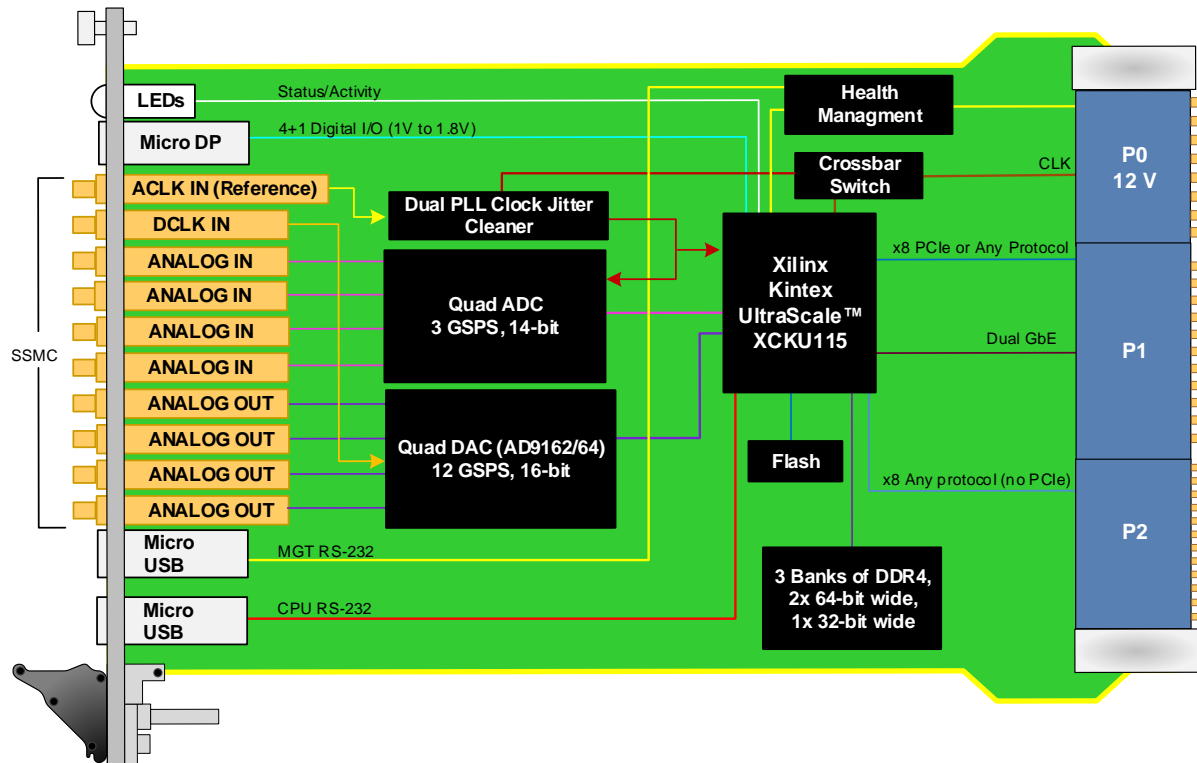 LEDs
Status/Activity
Micro DP
4+1 Digital I/O (1V to 1.8V)
Health
Managment
P0
12 V
CLK
Crossbar
Switch
SSMC
ACLK IN (Reference)
DCLK IN
ANALOG IN
ANALOG IN
ANALOG IN
ANALOG IN
ANALOG OUT
ANALOG OUT
ANALOG OUT
ANALOG OUT
Dual PLL Clock Jitter
Cleaner
Quad ADC
3 GSPS, 14-bit
Quad DAC (AD9162/64)
12 GSPS, 16-bit
Xilinx
Kintex
UltraScale™
XCKU115
x8 PCIe or Any Protocol
Dual GbE
P1
Flash
x8 Any protocol (no PCIe)
P2
Micro
USB
MGT RS-232
Micro
USB
CPU RS-232
3 Banks of DDR4,
2x 64-bit wide,
1x 32-bit wide